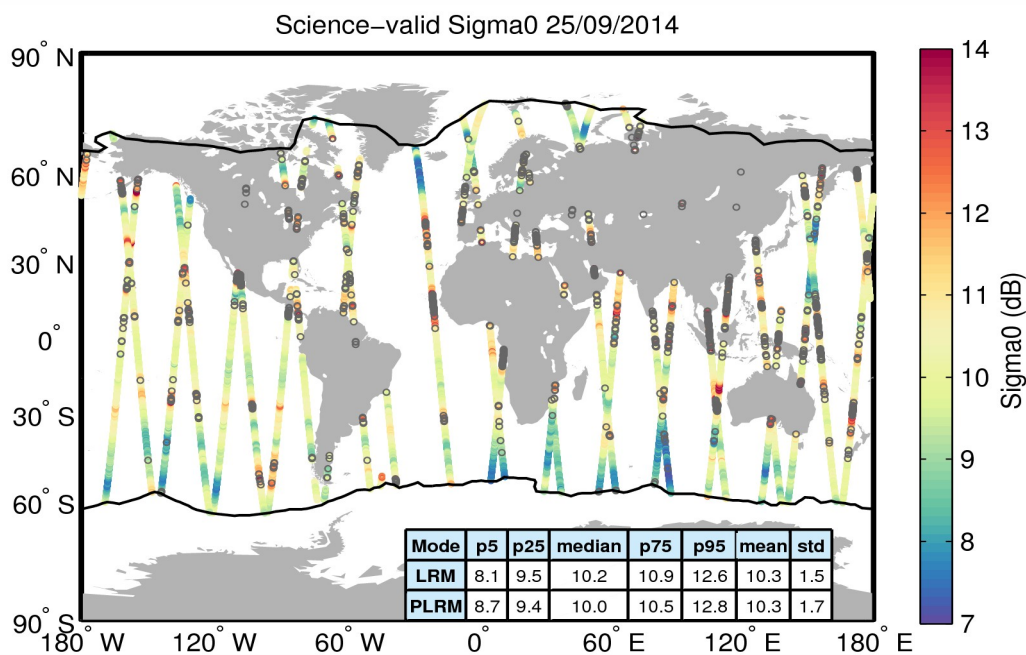 Science-valid Sigma0 25/09/2014
90° N
60° N
30° N
0°
30° S
60° S
90° S
180° W
120° W
60° W
0°
60° E
120° E
180° E
14
13
12
11
10
9
8
7
Sigma0 (dB)
Mode p5 p25 median p75 p95 mean std
LRM 8.1 9.5 10.2 10.9 12.6 10.3 1.5
PLRM 8.7 9.4 10.0 10.5 12.8 10.3 1.7